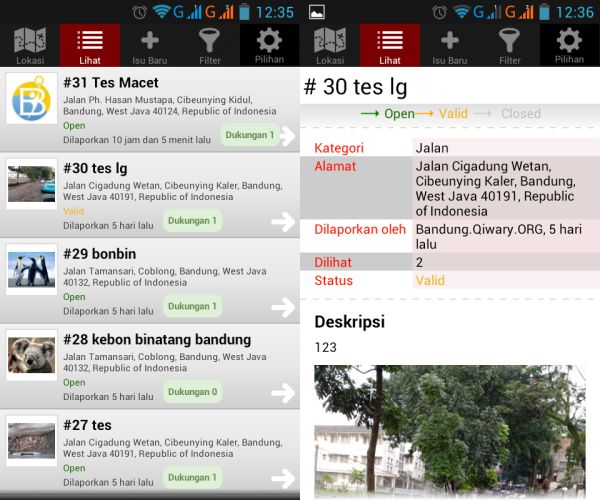 G
12:35
Lokasi
Lihat
Isu Baru
Filter
Pilihan
#31 Tes Macet
Jalan Ph. Hasan Mustapa, Cibeunying Kidul,
Bandung, West Java 40124, Republic of Indonesia
Open
Dilaporkan 10 jam dan 5 menit lalu
Dukungan 1
#30 tes lg
Jalan Cigadung Wetan, Cibeunying Kaler, Bandung,
West Java 40191, Republic of Indonesia
Valid
Dilaporkan 5 hari lalu
Dukungan 1
#29 bonbin
Jalan Tamansari, Coblong, Bandung, West Java
40132, Republic of Indonesia
Open
Dilaporkan 5 hari lalu
Dukungan 1
#28 kebon binatang bandung
Jalan Tamansari, Coblong, Bandung, West Java
40132, Republic of Indonesia
Open
Dilaporkan 5 hari lalu
Dukungan 0
#27 tes
Jalan Cigadung Wetan, Cibeunying Kaler, Bandung,
West Java 40191, Republic of Indonesia
Open
Dilaporkan 5 hari lalu
Dukungan 1
G
G
12:36
Lokasi
Lihat
Isu Baru
Filter
Pilihan
# 30 tes lg
Open
Valid
Closed
Kategori Jalan
Alamat Jalan Cigadung Wetan,
Cibeunying Kaler, Bandung,
West Java 40191, Republic
of Indonesia
Dilaporkan oleh Bandung.Qiwary.ORG, 5 hari
lalu
Dilihat 2
Status Valid
Deskripsi
123